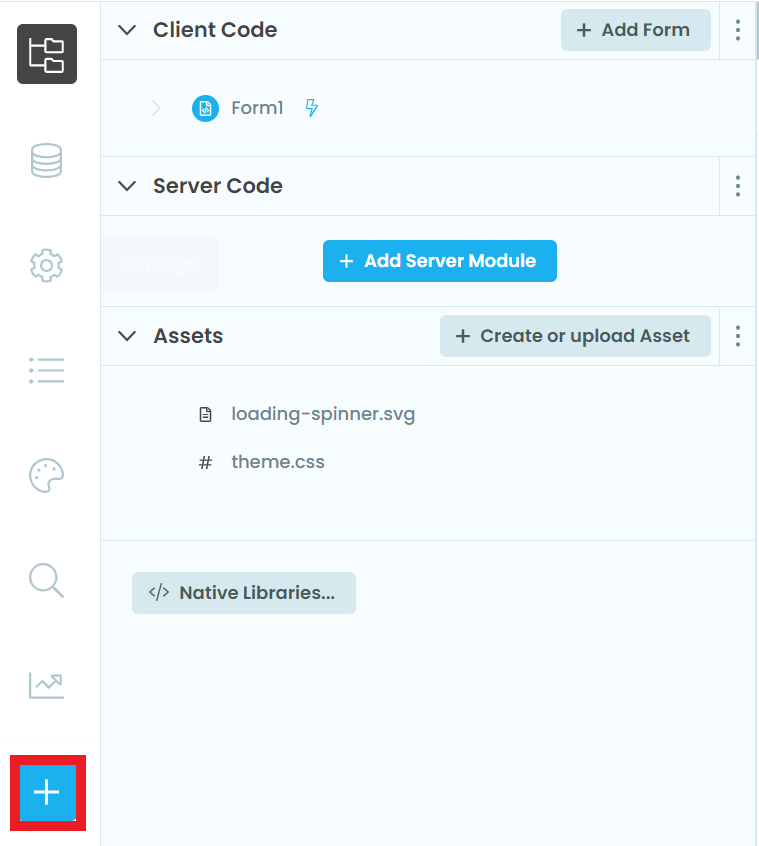 Client Code
+ Add Form
Form1
Server Code
Settings
+ Add Server Module
Assets
+ Create or upload Asset
loading-spinner.svg
# theme.css
</> Native Libraries...
+